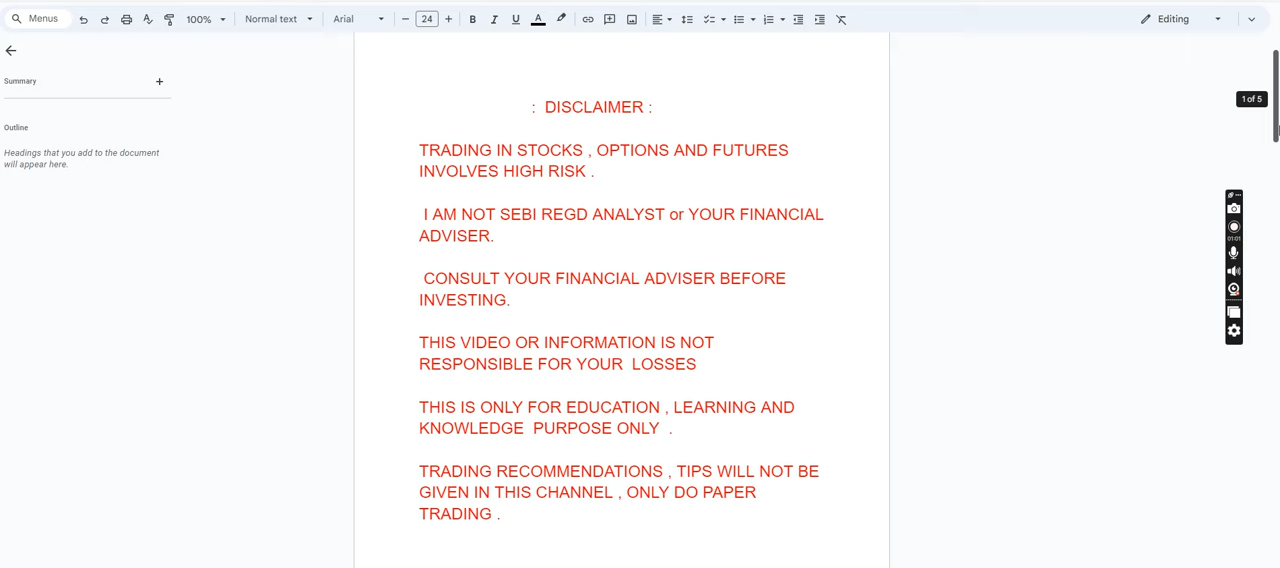 Menus 100% Normal text Arial 24 B I U A Editing
Summary
1 of 5
: DISCLAIMER :
Outline
TRADING IN STOCKS , OPTIONS AND FUTURES
Headings that you add to the document
will appear here.
INVOLVES HIGH RISK .
I AM NOT SEBI REGD ANALYST or YOUR FINANCIAL
ADVISER.
01:01
CONSULT YOUR FINANCIAL ADVISER BEFORE
INVESTING.
THIS VIDEO OR INFORMATION IS NOT
RESPONSIBLE FOR YOUR  LOSSES
THIS IS ONLY FOR EDUCATION , LEARNING AND
KNOWLEDGE  PURPOSE ONLY  .
TRADING RECOMMENDATIONS , TIPS WILL NOT BE
GIVEN IN THIS CHANNEL , ONLY DO PAPER
TRADING .